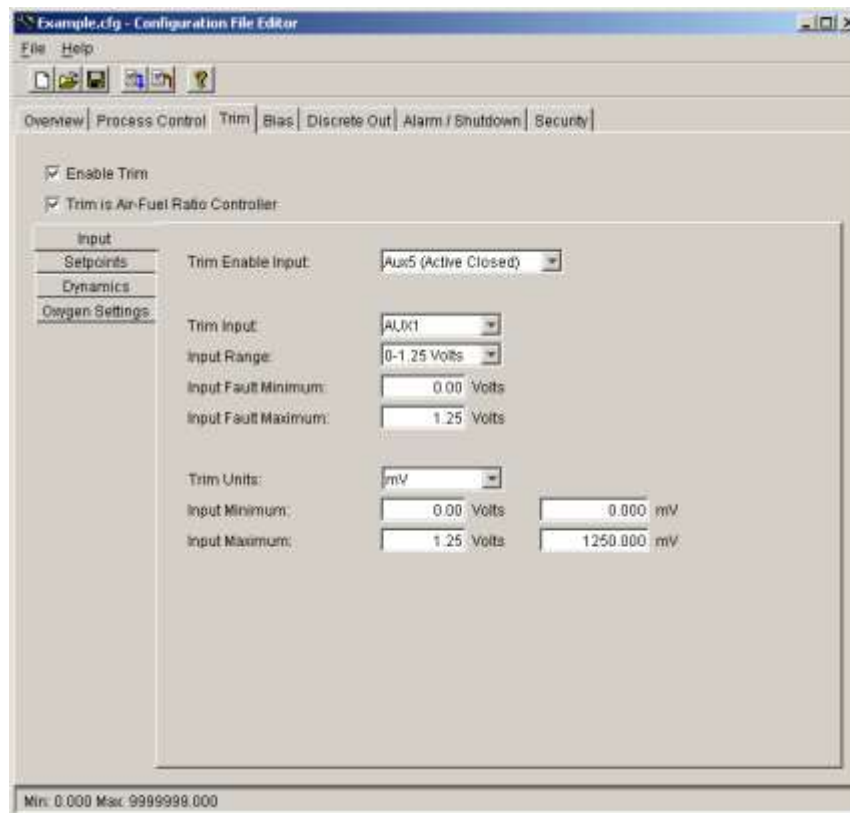 Example.cfg - Configuration File Editor
File Help
Overview Process Control Trim Bias Discrete Out Alarm / Shutdown Security
Enable Trim
Trim is Air-Fuel Ratio Controller
Input
Setpoints
Dynamics
Oxygen Settings
Trim Enable Input: Aux5 (Active Closed)
Trim Input: AUX1
Input Range: 0-1.25 Volts
Input Fault Minimum: 0.00 Volts
Input Fault Maximum: 1.25 Volts
Trim Units: mV
Input Minimum: 0.00 Volts 0.000 mV
Input Maximum: 1.25 Volts 1250.000 mV
Min: 0.000 Max: 9999999.000